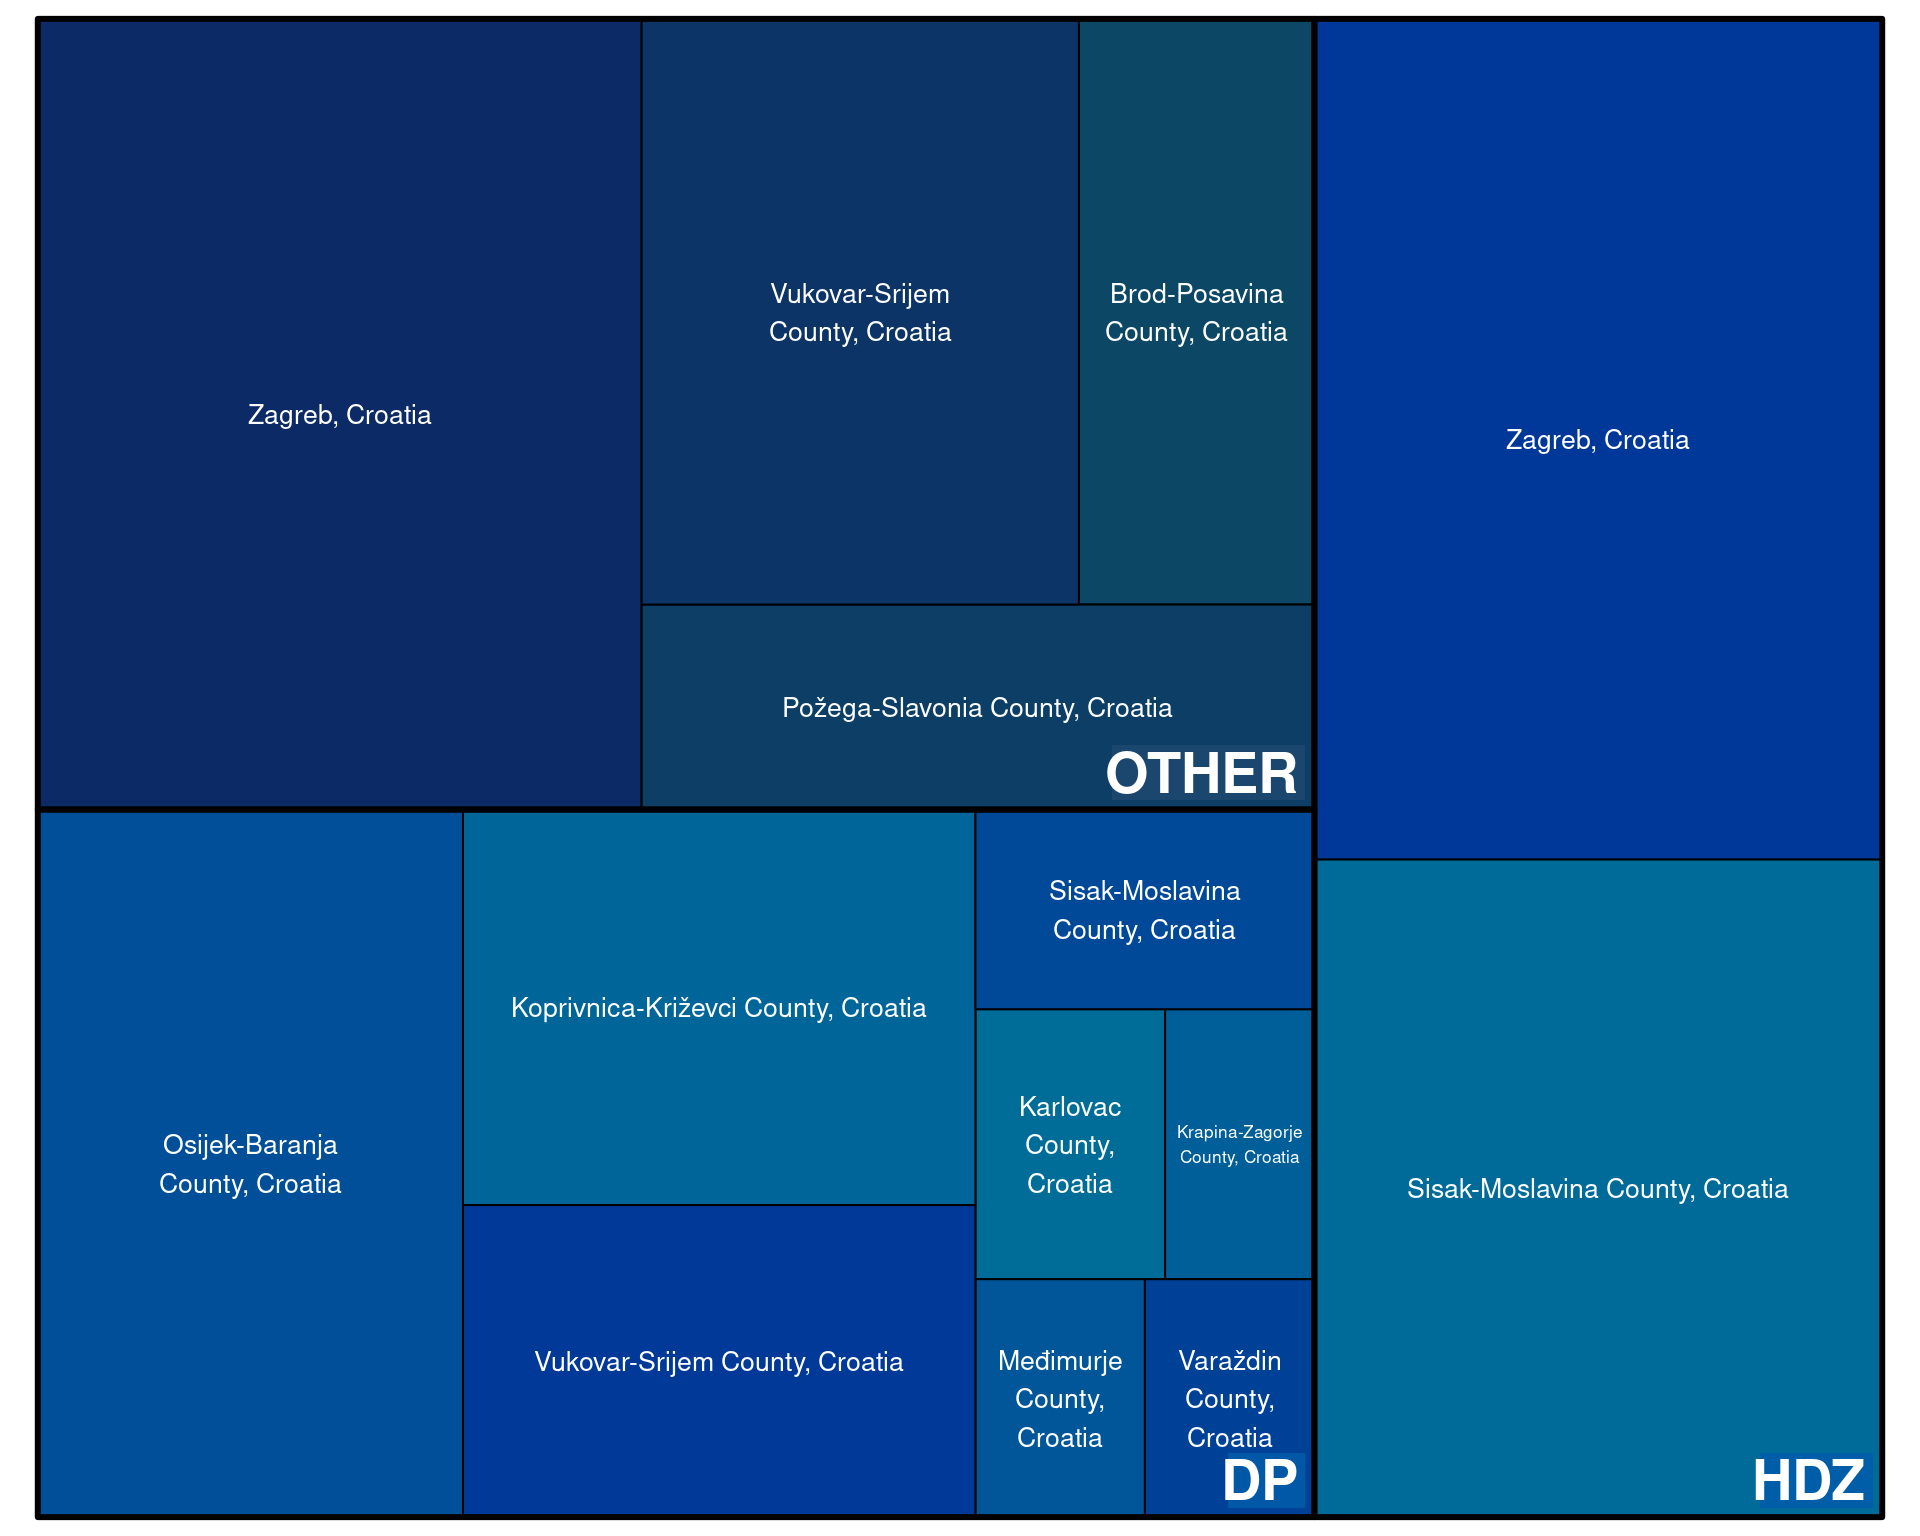 Zagreb, Croatia
Vukovar-Srijem
County, Croatia
Brod-Posavina
County, Croatia
Požega-Slavonia County, Croatia
OTHER
Zagreb, Croatia
Sisak-Moslavina County, Croatia
HDZ
Osijek-Baranja
County, Croatia
Koprivnica-Križevci County, Croatia
Vukovar-Srijem County, Croatia
Sisak-Moslavina
County, Croatia
Karlovac
County,
Croatia
Krapina-Zagorje
County, Croatia
Međimurje
County,
Croatia
Varaždin
County,
Croatia
DP